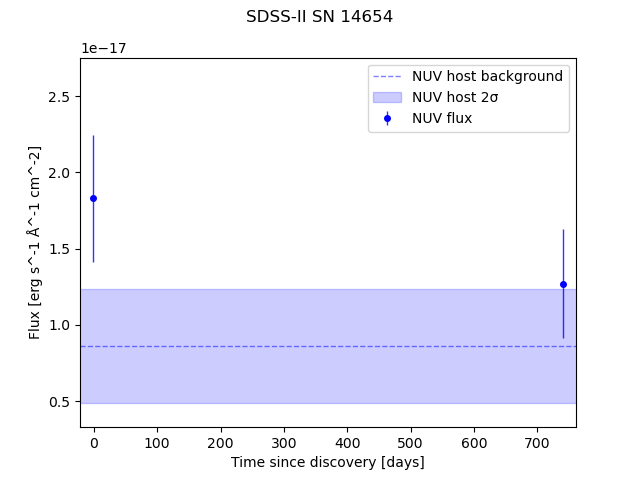 SDSS-II SN 14654
1e−17
NUV host background
NUV host 2σ
NUV flux
2.5
2.0
1.5
1.0
0.5
Flux [erg s^-1 Å^-1 cm^-2]
0 100 200 300 400 500 600 700
Time since discovery [days]